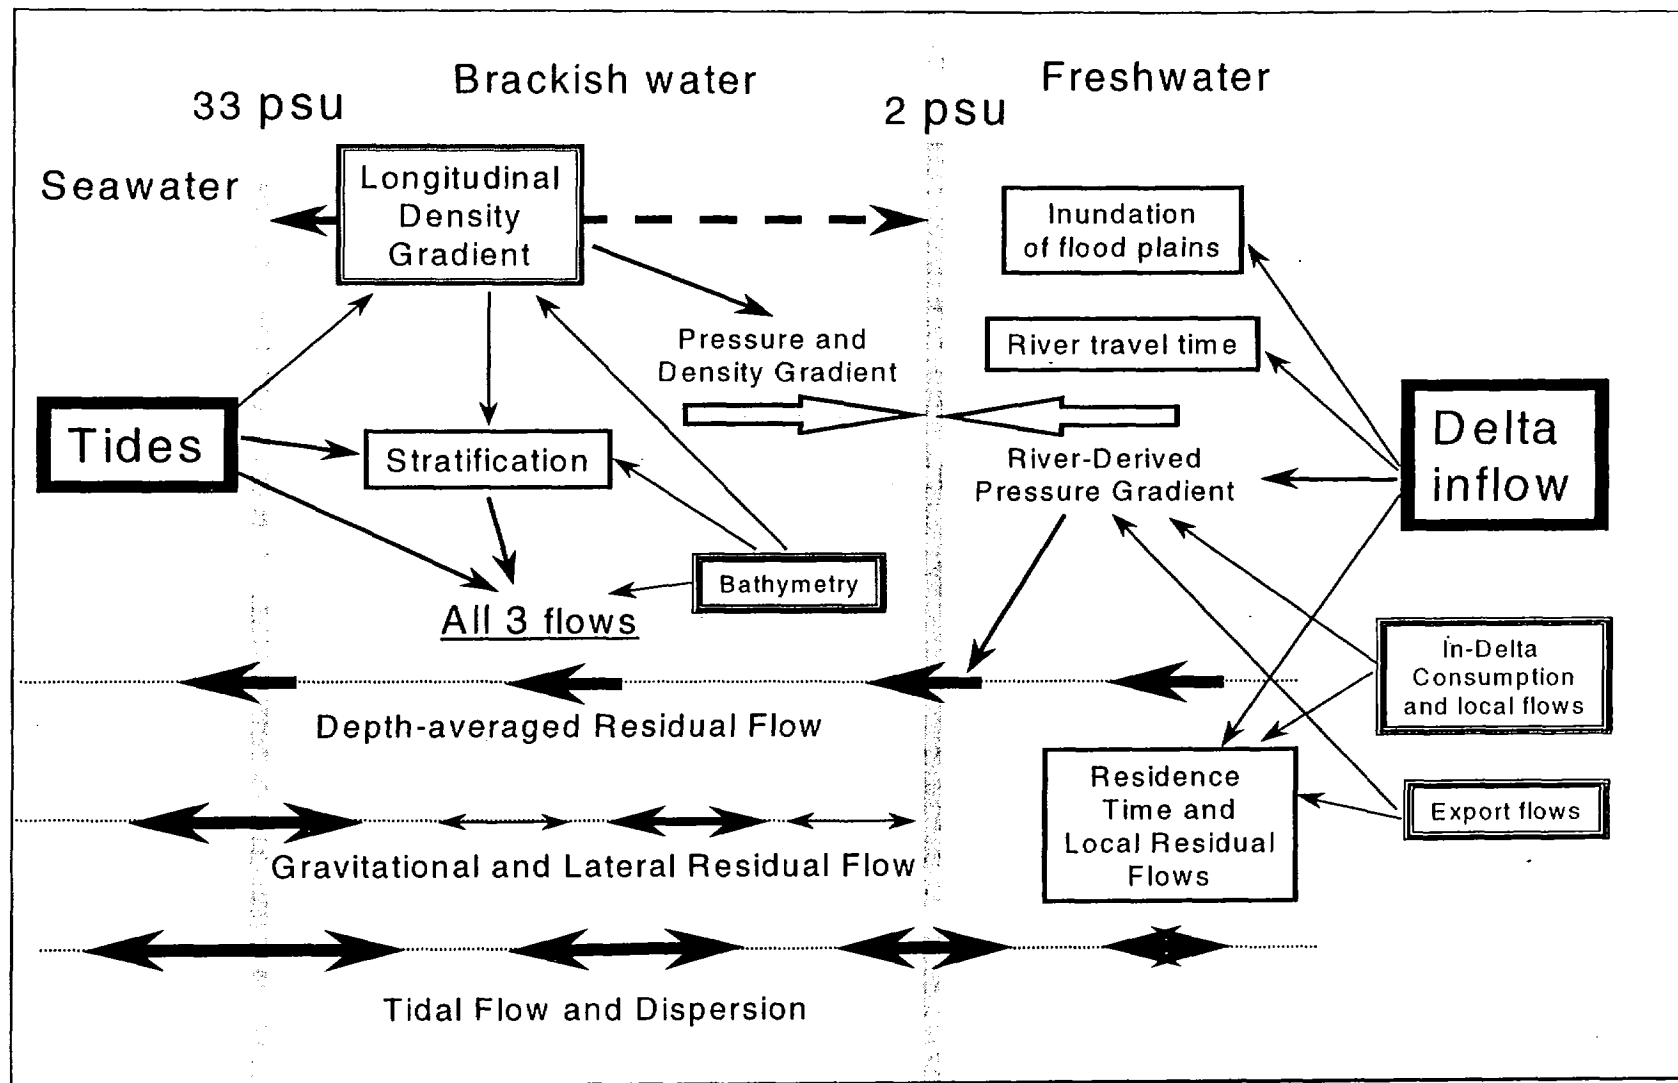 Brackish water
Freshwater
33 psu
2 psu
Seawater
Longitudinal
Density
Gradient
Inundation
of flood plains
Pressure and
Density Gradient
River travel time
Tides
Stratification
Delta
inflow
River-Derived
Pressure Gradient
Bathymetry
All 3 flows
In-Delta
Consumption
and local flows
Depth-averaged Residual Flow
Residence
Time and
Local Residual
Flows
Export flows
Gravitational and Lateral Residual Flow
Tidal Flow and Dispersion